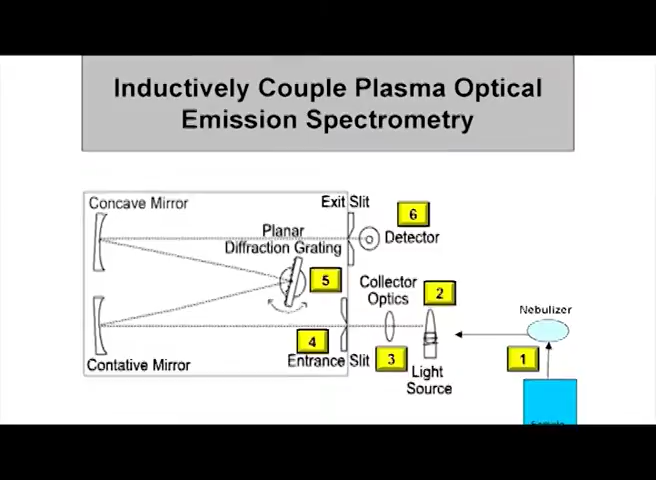 Inductively Couple Plasma Optical
Emission Spectrometry
Concave Mirror
Exit Slit
6
Detector
Planar
Diffraction Grating
5
Collector
Optics
2
Nebulizer
4
Entrance Slit
3
1
Contative Mirror
Light
Source